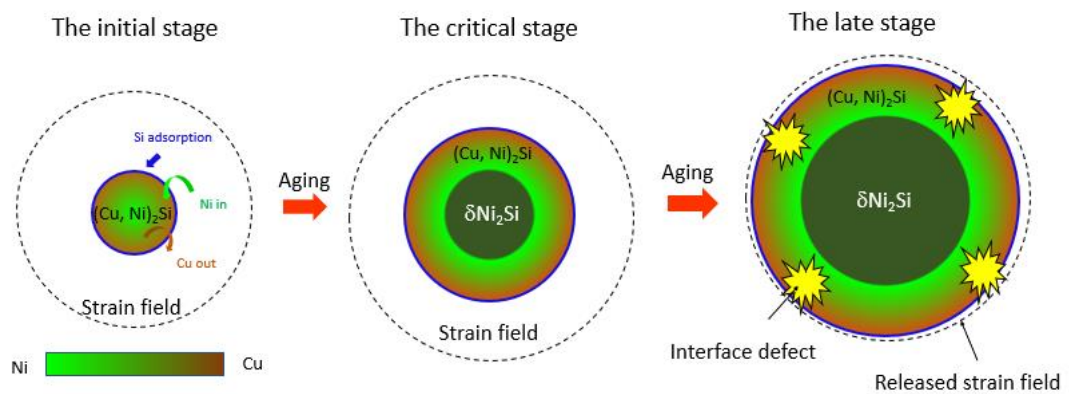 The initial stage
The critical stage
The late stage
Si adsorption
(Cu, Ni)₂Si
Ni in
Cu out
Strain field
Aging
(Cu, Ni)₂Si
δNi₂Si
Strain field
Aging
(Cu, Ni)₂Si
δNi₂Si
Interface defect
Released strain field
Ni
Cu